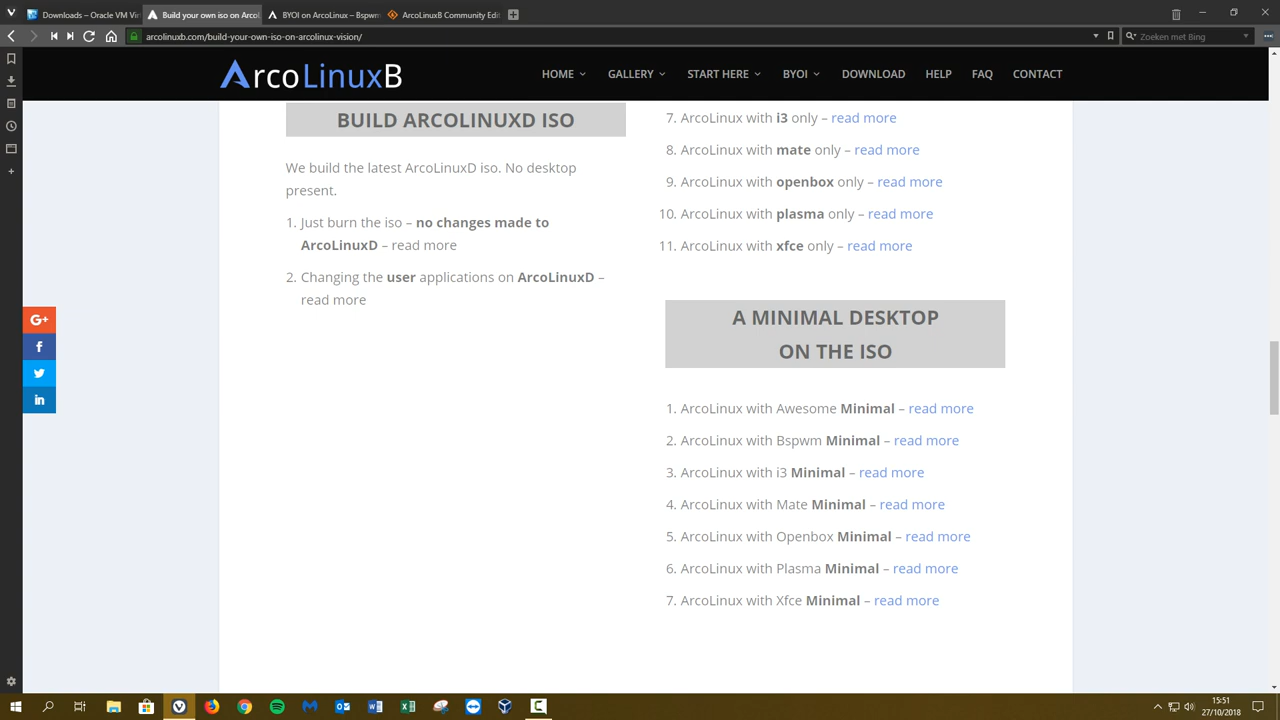 Downloads – Oracle VM Vir
Build your own iso on ArcoL
BYOI on ArcoLinux – Bspwm
ArcoLinuxB Community Edit
arcolinuxb.com/build-your-own-iso-on-arcolinux-vision/
Zoeken met Bing
ArcoLinuxB
HOME
GALLERY
START HERE
BYOI
DOWNLOAD
HELP
FAQ
CONTACT
BUILD ARCOLINUXD ISO
We build the latest ArcoLinuxD iso. No desktop
present.
1. Just burn the iso – no changes made to
ArcoLinuxD – read more
2. Changing the user applications on ArcoLinuxD –
read more
7. ArcoLinux with i3 only – read more
8. ArcoLinux with mate only – read more
9. ArcoLinux with openbox only – read more
10. ArcoLinux with plasma only – read more
11. ArcoLinux with xfce only – read more
A MINIMAL DESKTOP
ON THE ISO
1. ArcoLinux with Awesome Minimal – read more
2. ArcoLinux with Bspwm Minimal – read more
3. ArcoLinux with i3 Minimal – read more
4. ArcoLinux with Mate Minimal – read more
5. ArcoLinux with Openbox Minimal – read more
6. ArcoLinux with Plasma Minimal – read more
7. ArcoLinux with Xfce Minimal – read more
G+
f
in
15:51
27/10/2018